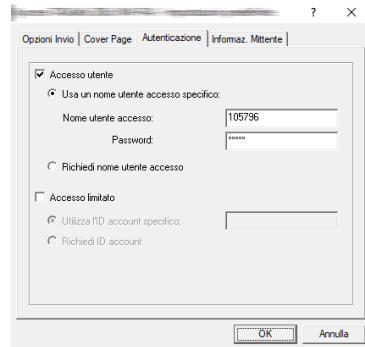 Opzioni Invio Cover Page Autenticazione Informaz. Mittente
Accesso utente
Usa un nome utente accesso specifico:
Nome utente accesso: 105796
Password: ×××××
Richiedi nome utente accesso
Accesso limitato
Utilizza l'ID account specifico:
Richiedi ID account
OK Annulla